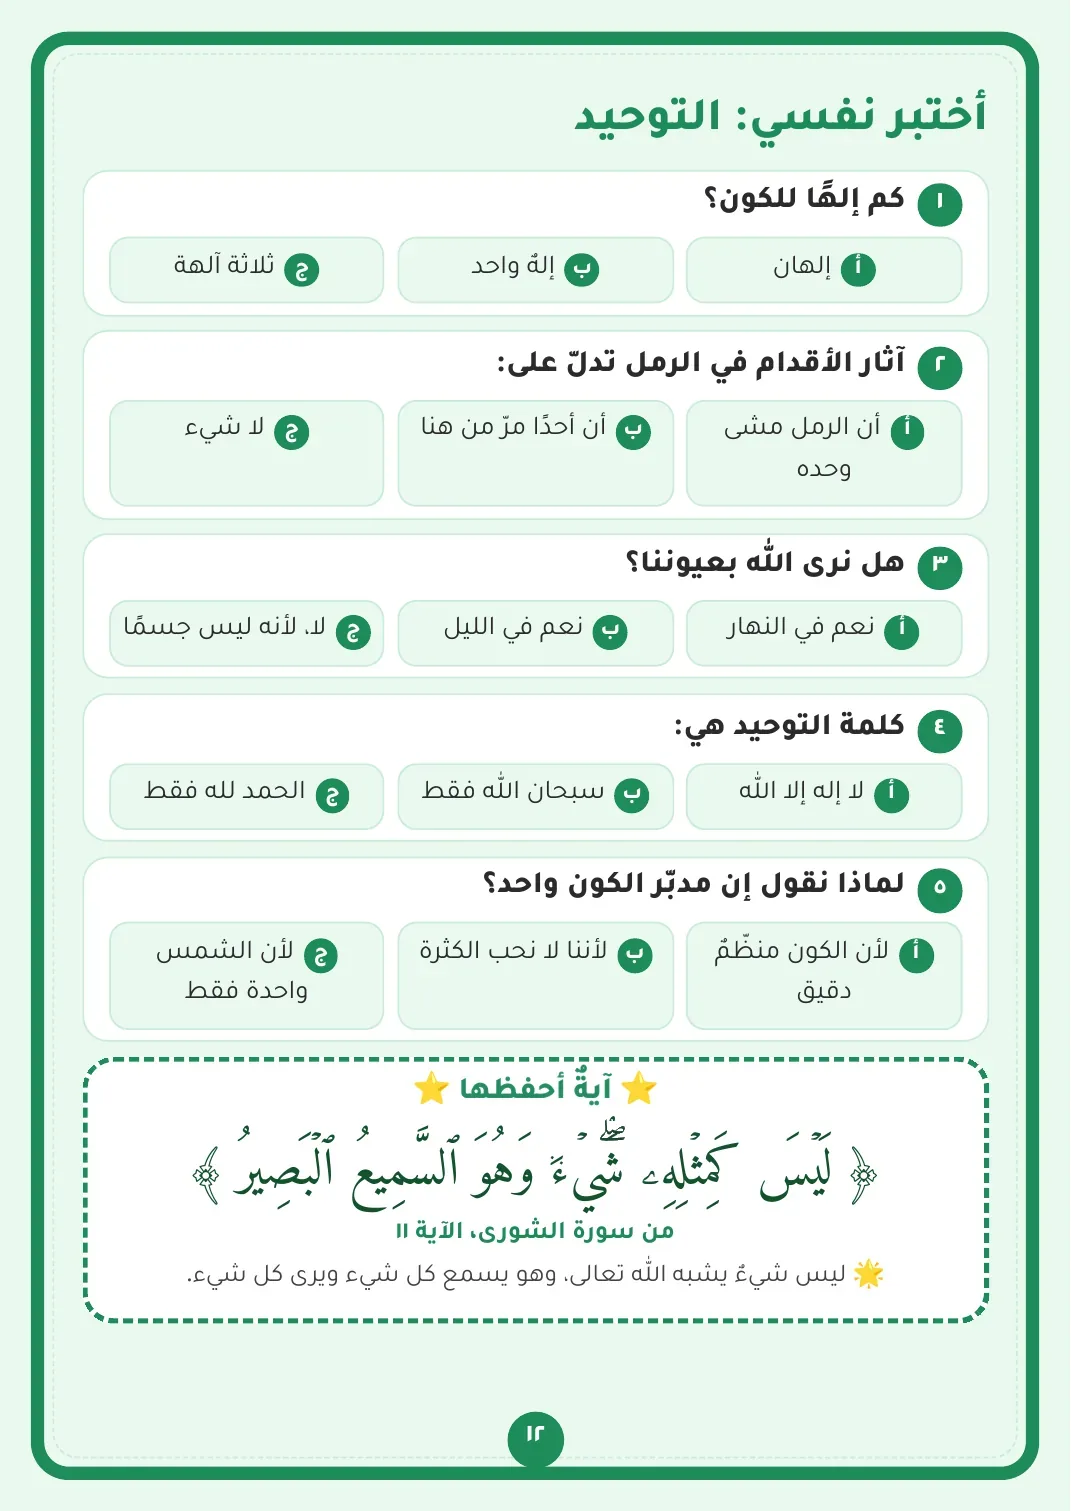 أختبر نفسي: التوحيد
١ كم إلهًا للكون؟
أ إلهان
ب إلهٌ واحد
ج ثلاثة آلهة
٢ آثار الأقدام في الرمل تدلّ على:
أ أن الرمل مشى
وحده
ب أن أحدًا مرّ من هنا
ج لا شيء
٣ هل نرى الله بعيوننا؟
أ نعم في النهار
ب نعم في الليل
ج لا، لأنه ليس جسمًا
٤ كلمة التوحيد هي:
أ لا إله إلا الله
ب سبحان الله فقط
ج الحمد لله فقط
٥ لماذا نقول إن مدبّر الكون واحد؟
أ لأن الكون منظّمٌ
دقيق
ب لأننا لا نحب الكثرة
ج لأن الشمس
واحدة فقط
⭐ آيةٌ أحفظها ⭐
﴿ لَيۡسَ كَمِثۡلِهِۦ شَيۡءٞۖ وَهُوَ ٱلسَّمِيعُ ٱلۡبَصِيرُ ﴾
من سورة الشورى، الآية ١١
🌟 ليس شيءٌ يشبه الله تعالى، وهو يسمع كل شيء ويرى كل شيء.
١٢